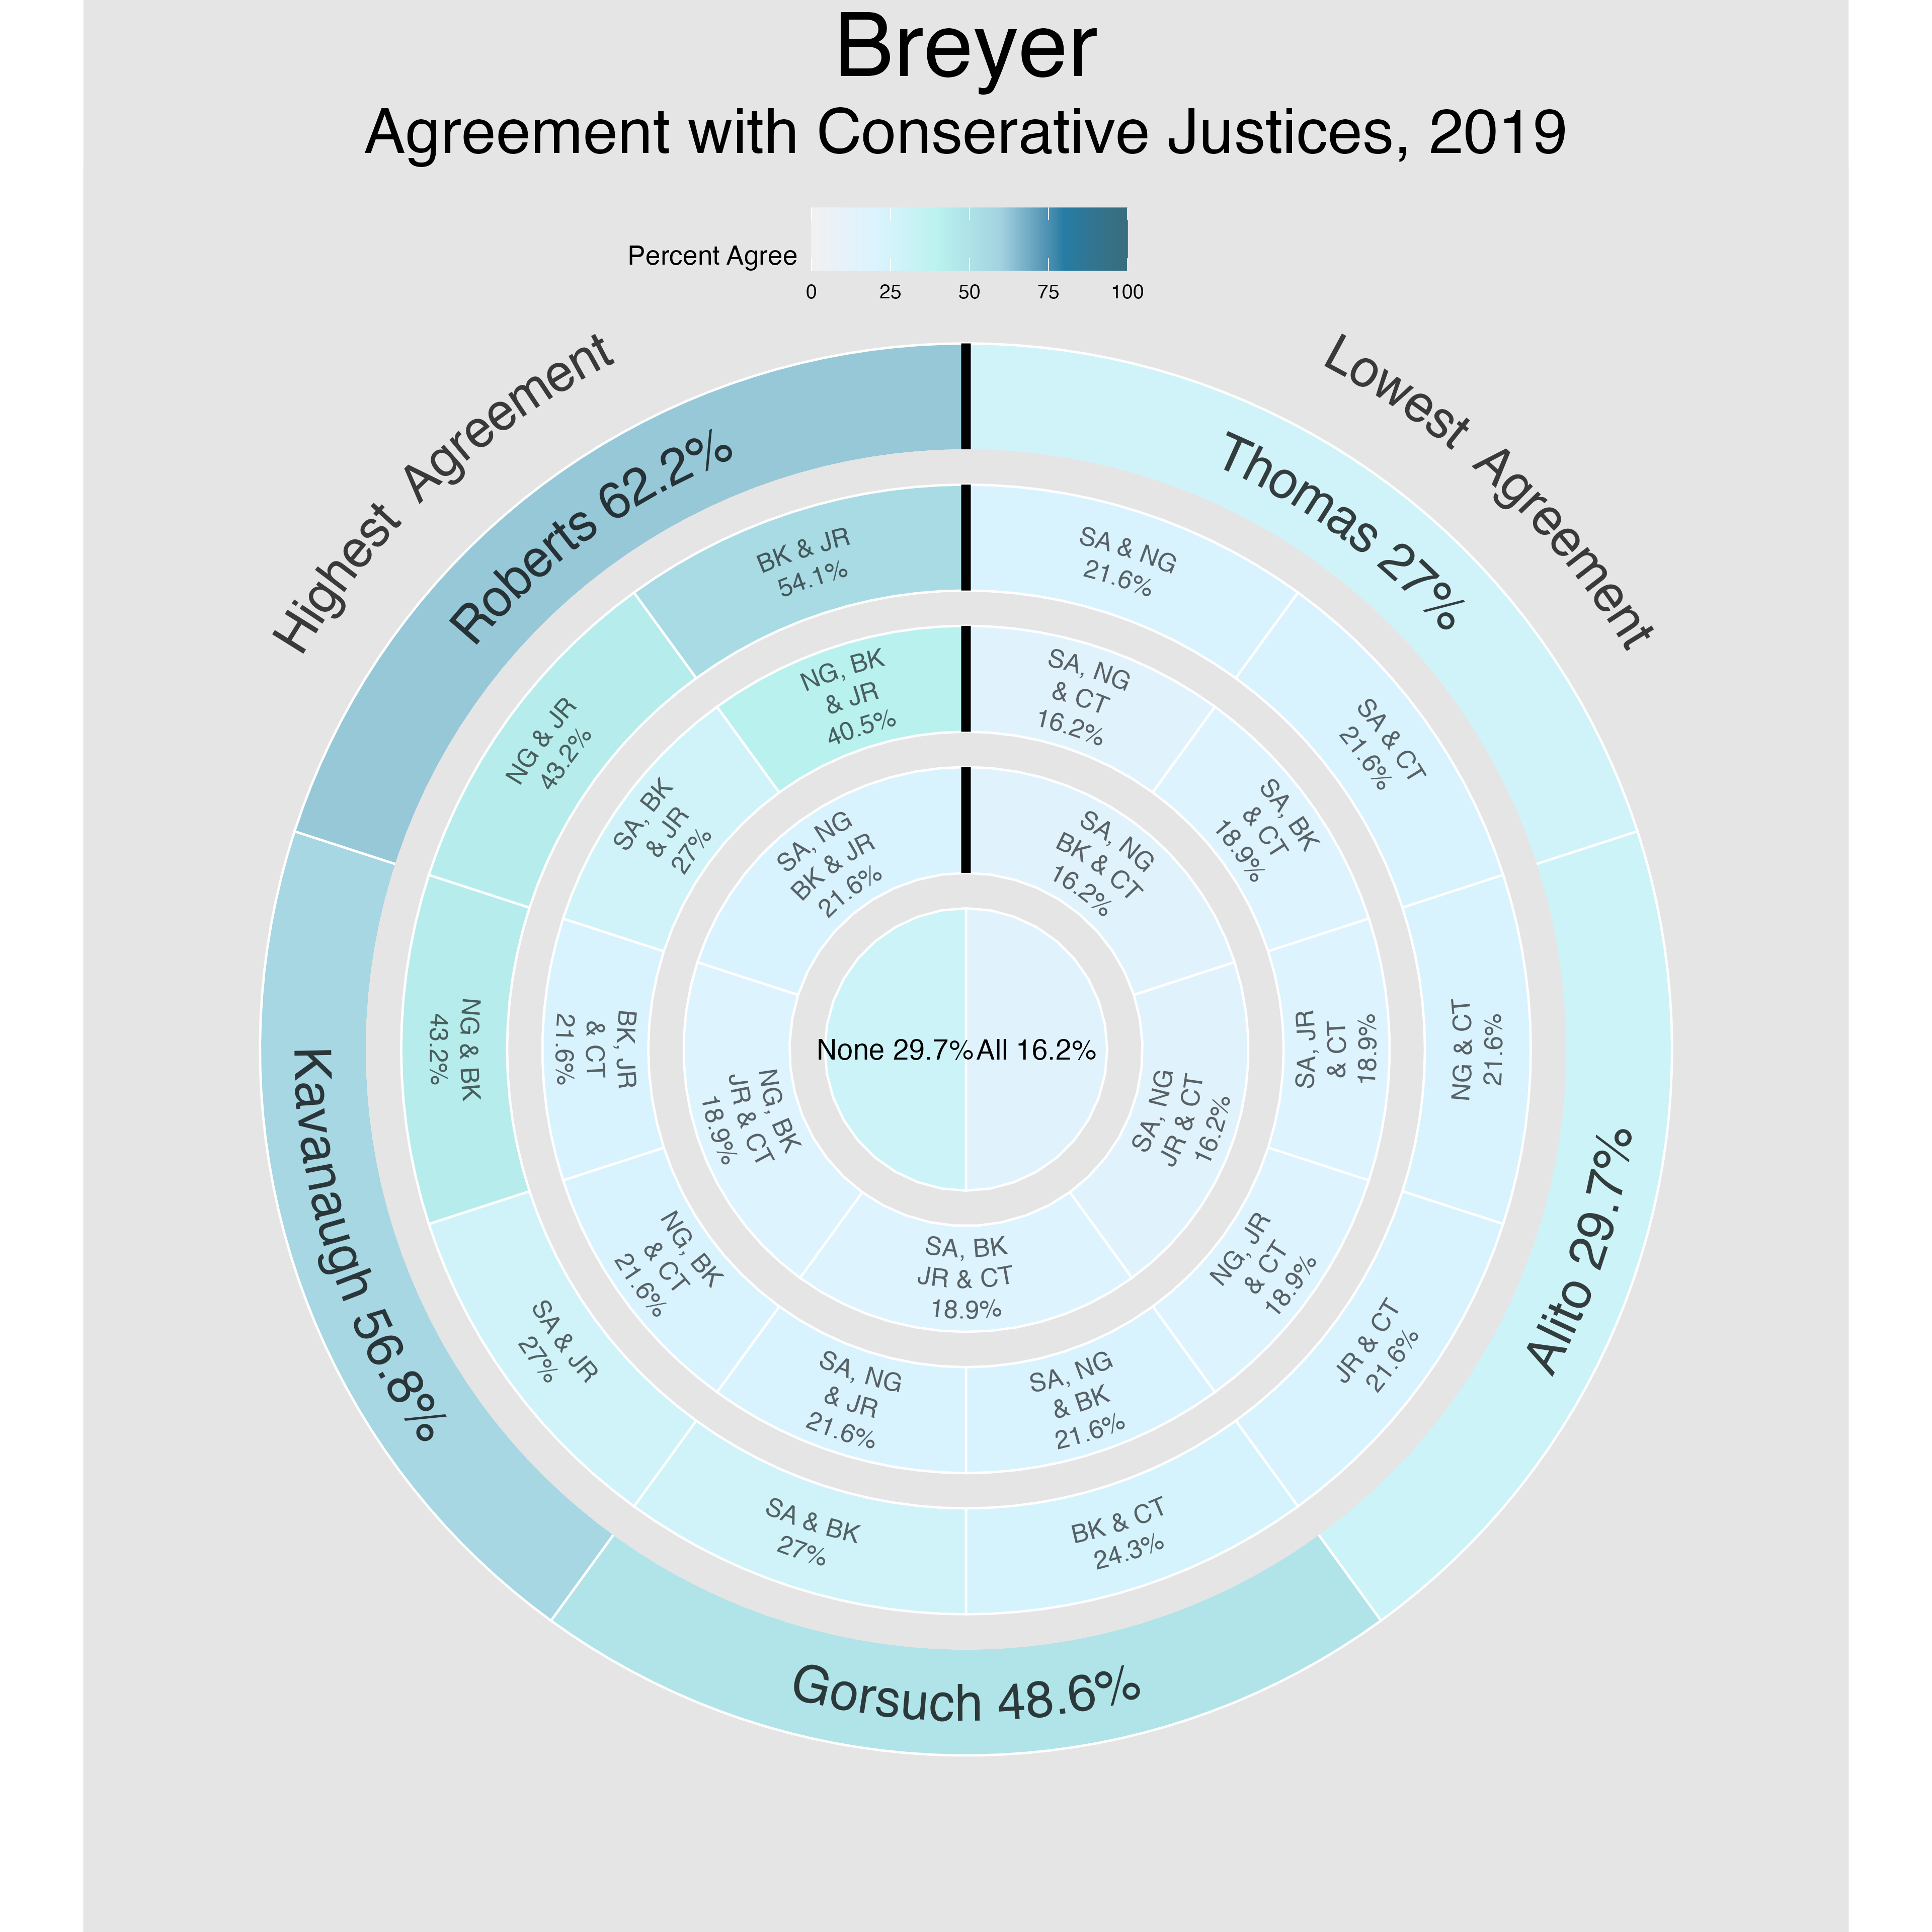 Breyer
Agreement with Conserative Justices, 2019
Percent Agree
0 25 50 75 100
Highest Agreement
Lowest Agreement
Roberts 62.2%
Thomas 27%
Alito 29.7%
Gorsuch 48.6%
Kavanaugh 56.8%
BK & JR
54.1%
SA & NG
21.6%
SA & CT
21.6%
NG & CT
21.6%
JR & CT
21.6%
BK & CT
24.3%
SA & BK
27%
SA & JR
27%
NG & BK
43.2%
NG & JR
43.2%
NG, BK
& JR
40.5%
SA, NG
& CT
16.2%
SA, BK
& CT
18.9%
SA, JR
& CT
18.9%
NG, JR
& CT
18.9%
SA, NG
& BK
21.6%
SA, NG
& JR
21.6%
NG, BK
& CT
21.6%
BK, JR
& CT
21.6%
SA, BK
& JR
27%
SA, NG
BK & JR
21.6%
SA, NG
BK & CT
16.2%
SA, NG
JR & CT
16.2%
SA, BK
JR & CT
18.9%
NG, BK
JR & CT
18.9%
None 29.7%
All 16.2%